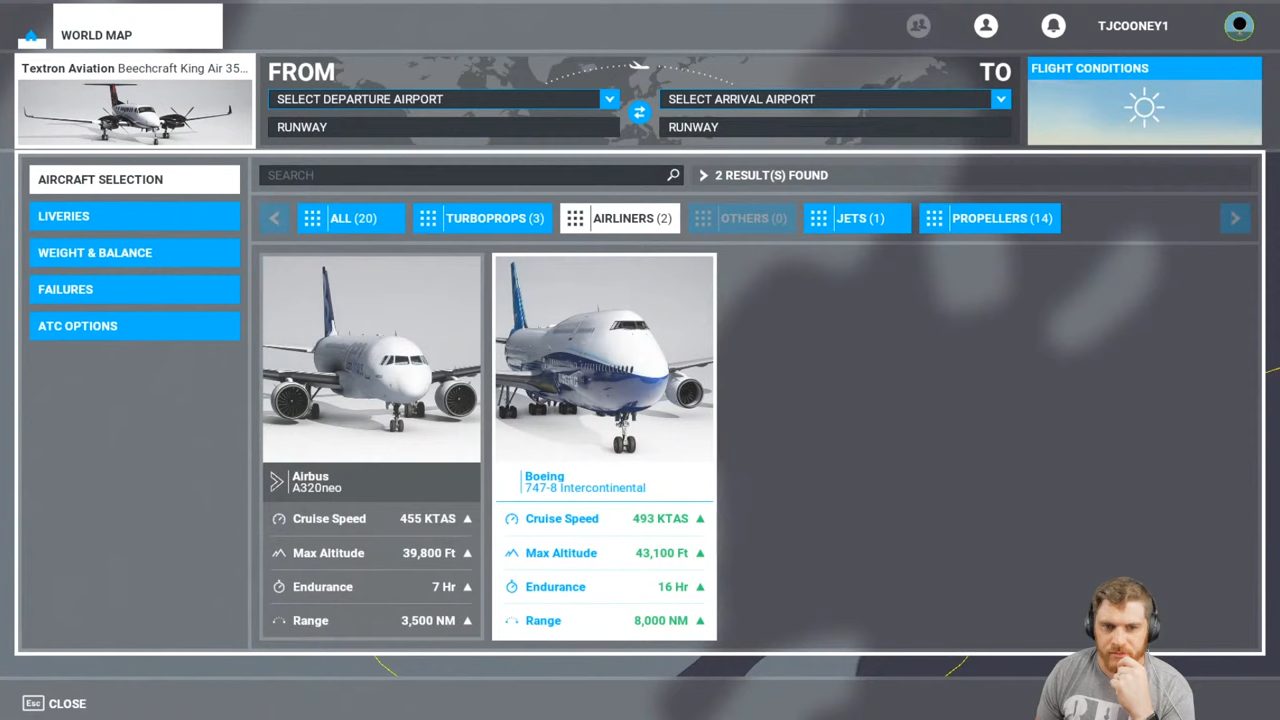 WORLD MAP
TJCOONEY1
Textron Aviation Beechcraft King Air 35...
FROM
TO
SELECT DEPARTURE AIRPORT
RUNWAY
SELECT ARRIVAL AIRPORT
RUNWAY
FLIGHT CONDITIONS
AIRCRAFT SELECTION
LIVERIES
WEIGHT & BALANCE
FAILURES
ATC OPTIONS
SEARCH
2 RESULT(S) FOUND
ALL (20)
TURBOPROPS (3)
AIRLINERS (2)
OTHERS (0)
JETS (1)
PROPELLERS (14)
Airbus
A320neo
Cruise Speed 455 KTAS
Max Altitude 39,800 Ft
Endurance 7 Hr
Range 3,500 NM
Boeing
747-8 Intercontinental
Cruise Speed 493 KTAS
Max Altitude 43,100 Ft
Endurance 16 Hr
Range 8,000 NM
Esc CLOSE